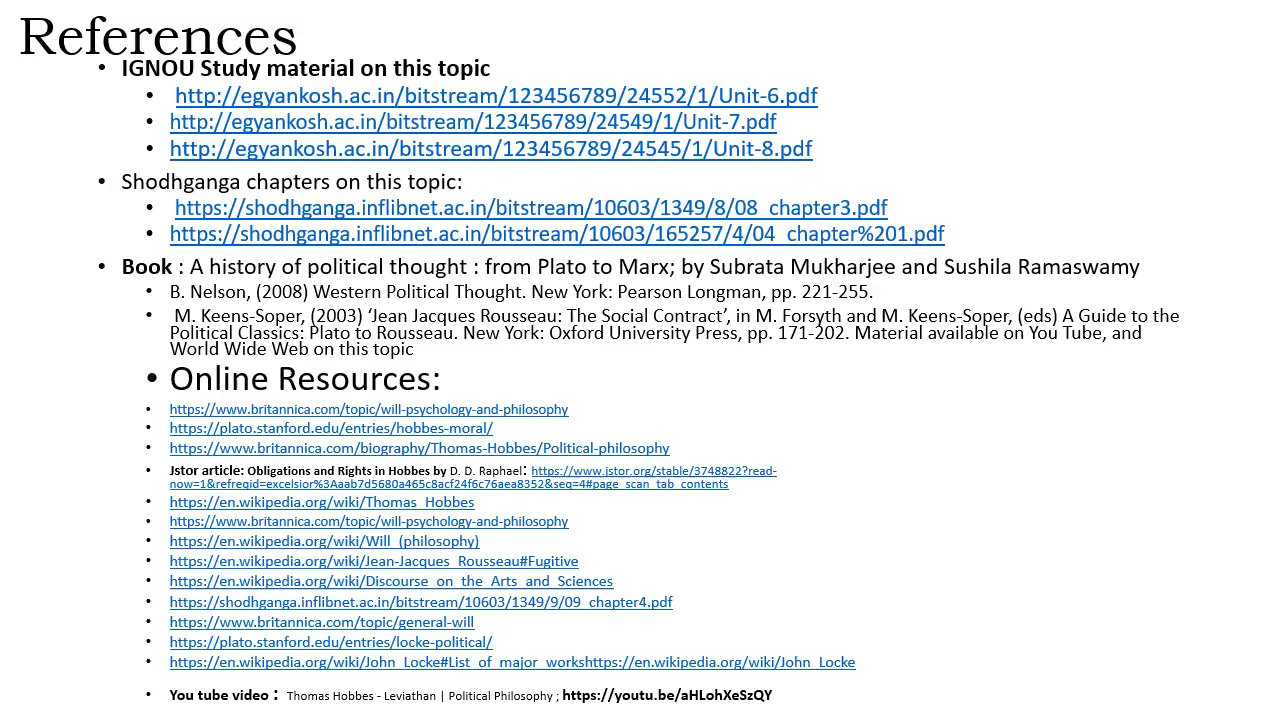 References
• IGNOU Study material on this topic
• http://egyankosh.ac.in/bitstream/123456789/24552/1/Unit-6.pdf
• http://egyankosh.ac.in/bitstream/123456789/24549/1/Unit-7.pdf
• http://egyankosh.ac.in/bitstream/123456789/24545/1/Unit-8.pdf
• Shodhganga chapters on this topic:
• https://shodhganga.inflibnet.ac.in/bitstream/10603/1349/8/08_chapter3.pdf
• https://shodhganga.inflibnet.ac.in/bitstream/10603/165257/4/04_chapter%201.pdf
• Book : A history of political thought : from Plato to Marx; by Subrata Mukharjee and Sushila Ramaswamy
• B. Nelson, (2008) Western Political Thought. New York: Pearson Longman, pp. 221-255.
• M. Keens-Soper, (2003) ‘Jean Jacques Rousseau: The Social Contract’, in M. Forsyth and M. Keens-Soper, (eds) A Guide to the
Political Classics: Plato to Rousseau. New York: Oxford University Press, pp. 171-202. Material available on You Tube, and
World Wide Web on this topic
• Online Resources:
• https://www.britannica.com/topic/will-psychology-and-philosophy
• https://plato.stanford.edu/entries/hobbes-moral/
• https://www.britannica.com/biography/Thomas-Hobbes/Political-philosophy
• Jstor article: Obligations and Rights in Hobbes by D. D. Raphael: https://www.jstor.org/stable/3748822?read-
now=1&refreqid=excelsior%3Aaab7d5680a465c8acf24f6c76aea8352&seq=4#page_scan_tab_contents
• https://en.wikipedia.org/wiki/Thomas_Hobbes
• https://www.britannica.com/topic/will-psychology-and-philosophy
• https://en.wikipedia.org/wiki/Will_(philosophy)
• https://en.wikipedia.org/wiki/Jean-Jacques_Rousseau#Fugitive
• https://en.wikipedia.org/wiki/Discourse_on_the_Arts_and_Sciences
• https://shodhganga.inflibnet.ac.in/bitstream/10603/1349/9/09_chapter4.pdf
• https://www.britannica.com/topic/general-will
• https://plato.stanford.edu/entries/locke-political/
• https://en.wikipedia.org/wiki/John_Locke#List_of_major_workshttps://en.wikipedia.org/wiki/John_Locke
• You tube video : Thomas Hobbes - Leviathan | Political Philosophy ; https://youtu.be/aHLohXeSzQY